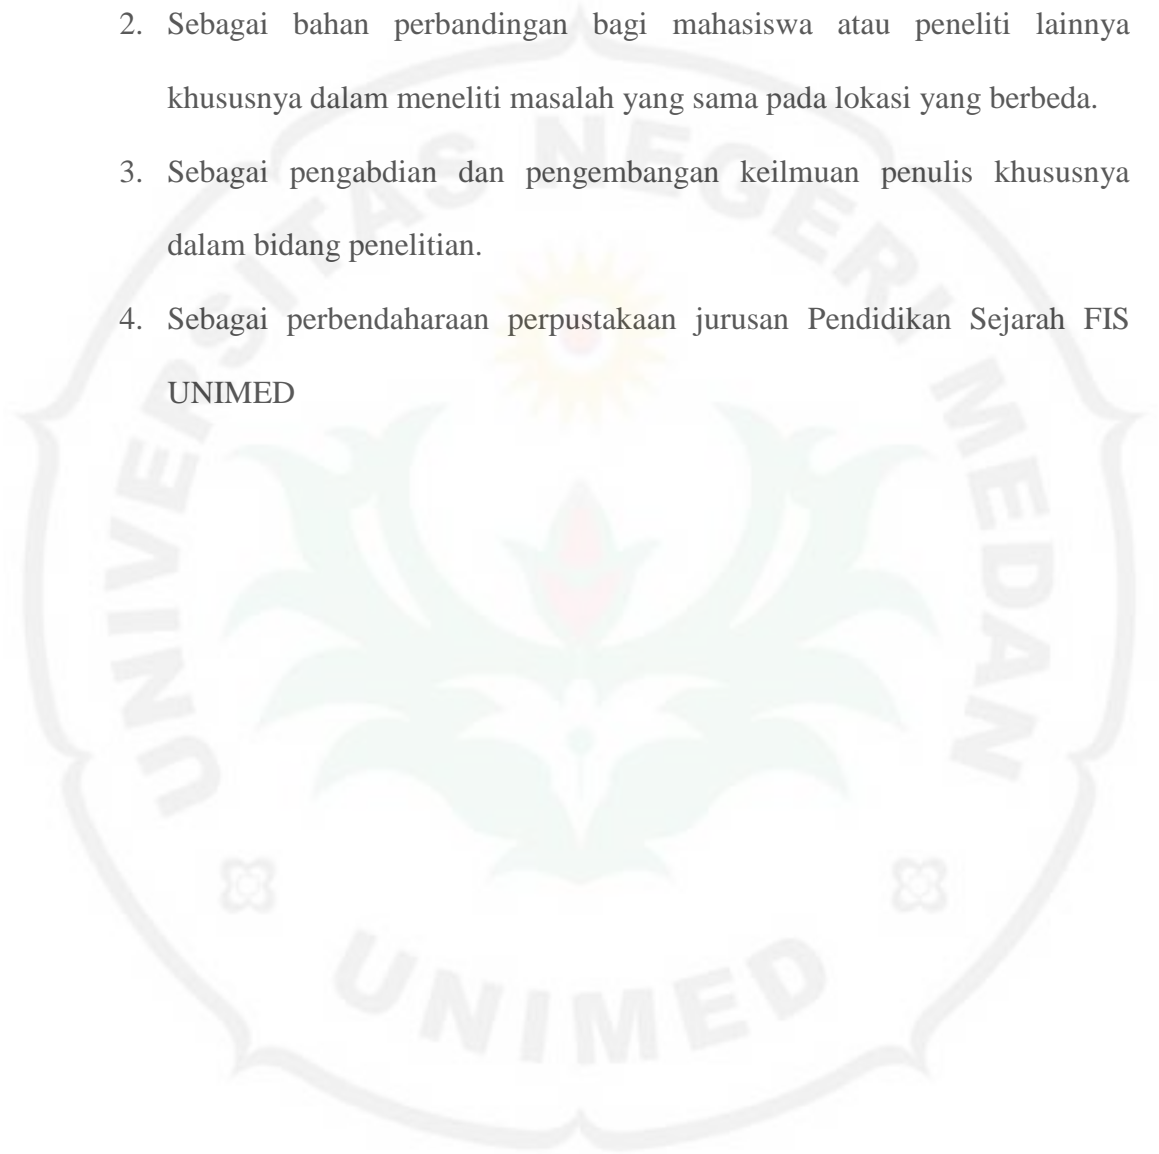 2. Sebagai bahan perbandingan bagi mahasiswa atau peneliti lainnya
khususnya dalam meneliti masalah yang sama pada lokasi yang berbeda.
3. Sebagai pengabdian dan pengembangan keilmuan penulis khususnya
dalam bidang penelitian.
4. Sebagai perbendaharaan perpustakaan jurusan Pendidikan Sejarah FIS
UNIMED
UNIVERSITAS NEGERI MEDAN
UNIMED